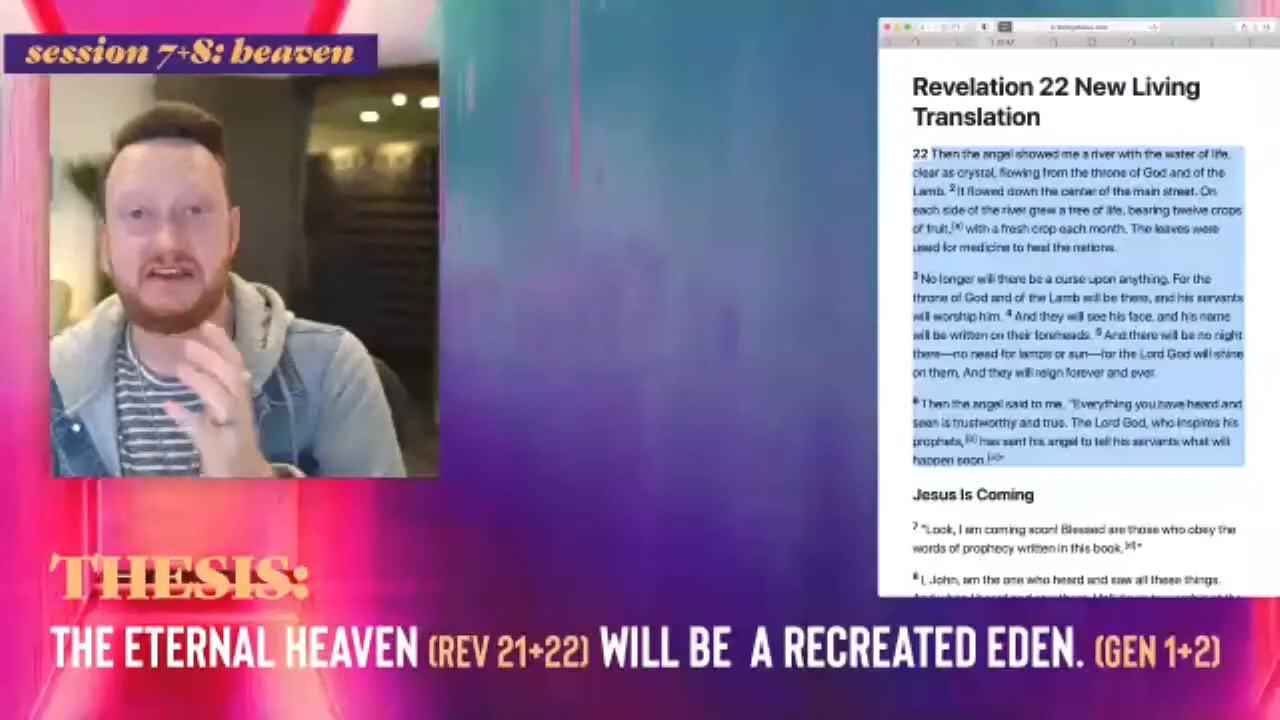 session 7+8: heaven
Revelation 22 New Living
Translation
22 Then the angel showed me a river with the water of life,
clear as crystal, flowing from the throne of God and of the
Lamb. 2 It flowed down the center of the main street. On
each side of the river grew a tree of life, bearing twelve crops
of fruit,[a] with a fresh crop each month. The leaves were
used for medicine to heal the nations.
3 No longer will there be a curse upon anything. For the
throne of God and of the Lamb will be there, and his servants
will worship him. 4 And they will see his face, and his name
will be written on their foreheads. 5 And there will be no night
there—no need for lamps or sun—for the Lord God will shine
on them. And they will reign forever and ever.
6 Then the angel said to me, "Everything you have heard and
seen is trustworthy and true. The Lord God, who inspires his
prophets,[b] has sent his angel to tell his servants what will
happen soon.[c]"
Jesus Is Coming
7 "Look, I am coming soon! Blessed are those who obey the
words of prophecy written in this book.[d]"
8 I, John, am the one who heard and saw all these things.
THESIS:
THE ETERNAL HEAVEN (REV 21+22) WILL BE A RECREATED EDEN. (GEN 1+2)